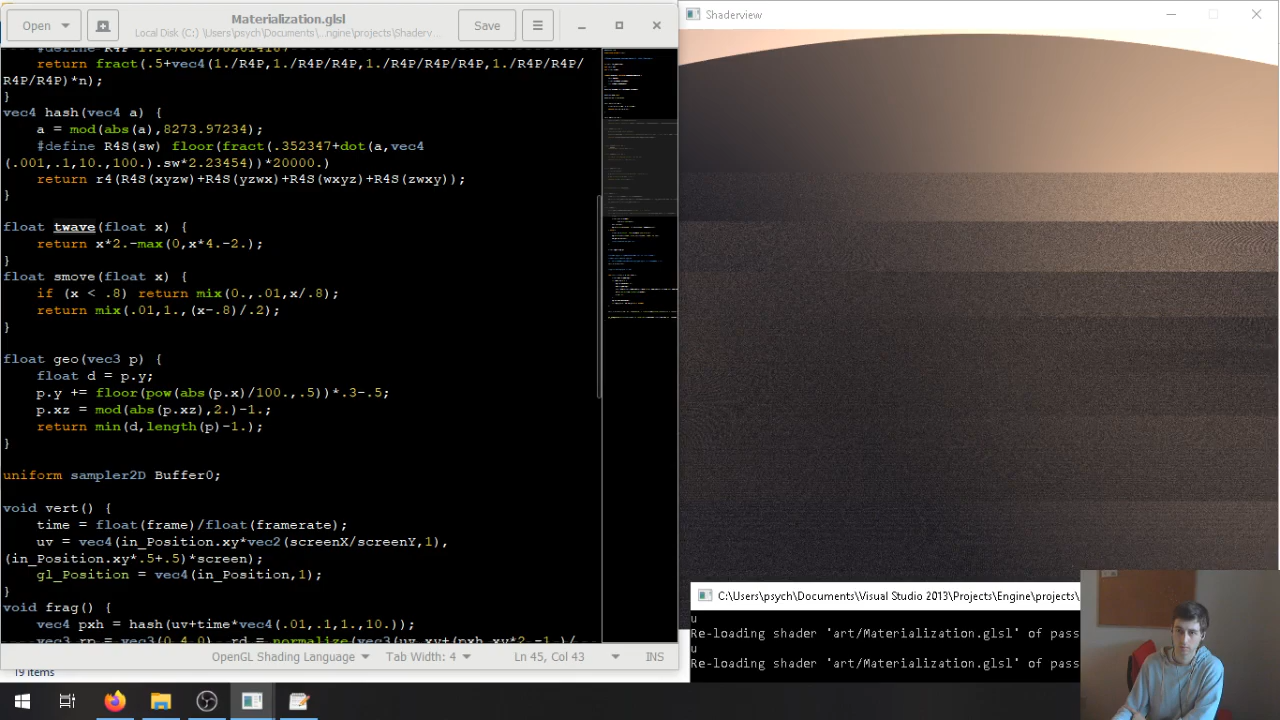 Open
Materialization.glsl
Local Disk (C:) \Users\psych\Documents\...ngine\projects\Shaderv...
Save
return fract(.5+vec4(1./R4P,1./R4P/R4P,1./R4P/R4P/R4P,1./R4P/R4P/
R4P/R4P)*n);
}
vec4 hash(vec4 a) {
a = mod(abs(a),8273.97234);
#define R4S(sw) floor(fract(.352347+dot(a,vec4
(.001,.1,10.,100.).sw*2.23454))*20000.)
return r4(R4S(xyzw)+R4S(yzwx)+R4S(wxyz)+R4S(zwxy));
}
float twave(float x) {
return x*2.-max(0,x*4.-2.);
}
float smove(float x) {
if (x < .8) return mix(0.,.01,x/.8);
return mix(.01,1.,(x-.8)/.2);
}
float geo(vec3 p) {
float d = p.y;
p.y += floor(pow(abs(p.x)/100.,.5))*.3-.5;
p.xz = mod(abs(p.xz),2.)-1.;
return min(d,length(p)-1.);
}
uniform sampler2D Buffer0;
void vert() {
time = float(frame)/float(framerate);
uv = vec4(in_Position.xy*vec2(screenX/screenY,1),
(in_Position.xy*.5+.5)*screen);
gl_Position = vec4(in_Position,1);
}
void frag() {
vec4 pxh = hash(uv+time*vec4(.01,.1,1.,10.));
OpenGL Shading Language
Tab Width: 4
Ln 45, Col 43
INS
19 items
Shaderview
C:\Users\psych\Documents\Visual Studio 2013\Projects\Engine\projects\
u
Re-loading shader 'art/Materialization.glsl' of pass
u
Re-loading shader 'art/Materialization.glsl' of pass